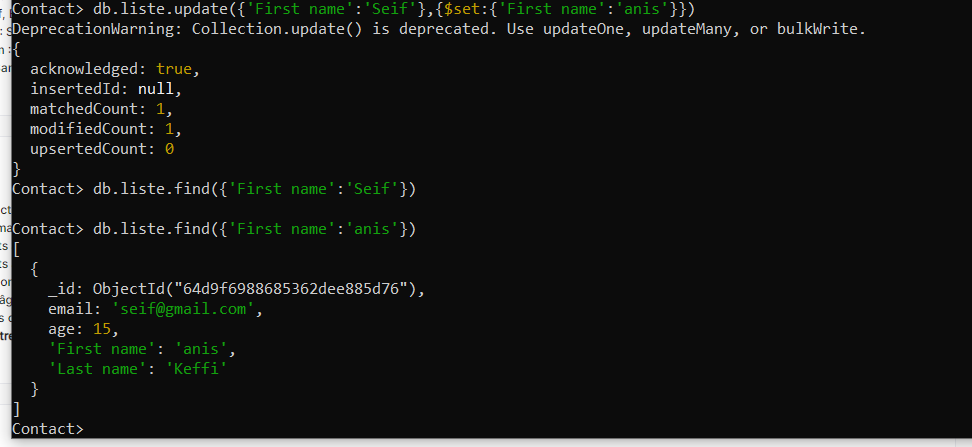 Contact> db.liste.update({'First name':'Seif'},{$set:{'First name':'anis'}})
DeprecationWarning: Collection.update() is deprecated. Use updateOne, updateMany, or bulkWrite.
{
  acknowledged: true,
  insertedId: null,
  matchedCount: 1,
  modifiedCount: 1,
  upsertedCount: 0
}
Contact> db.liste.find({'First name':'Seif'})

Contact> db.liste.find({'First name':'anis'})
[
  {
    _id: ObjectId("64d9f6988685362dee885d76"),
    email: 'seif@gmail.com',
    age: 15,
    'First name': 'anis',
    'Last name': 'Keffi'
  }
]
Contact>